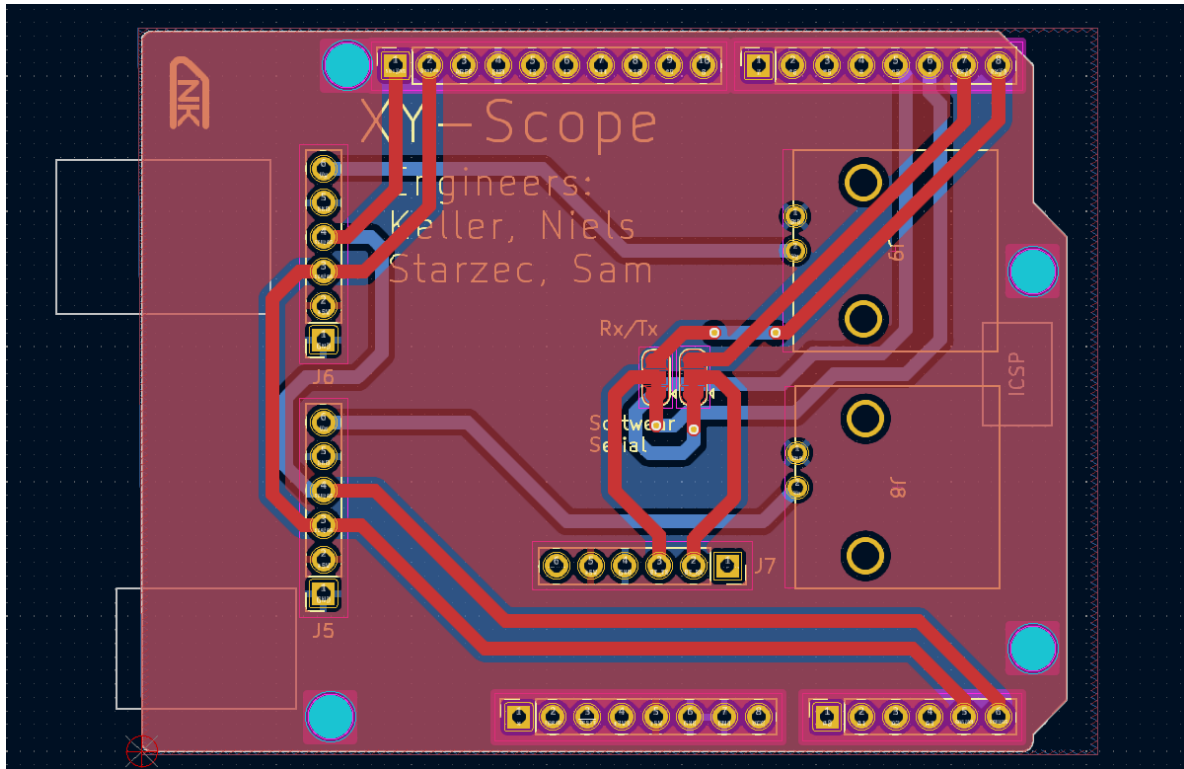 NK
XY-Scope
Engineers:
Keller, Niels
Starzec, Sam
J9
Rx/Tx
ICSP
J6
Softwear
Serial
J8
J7
J5